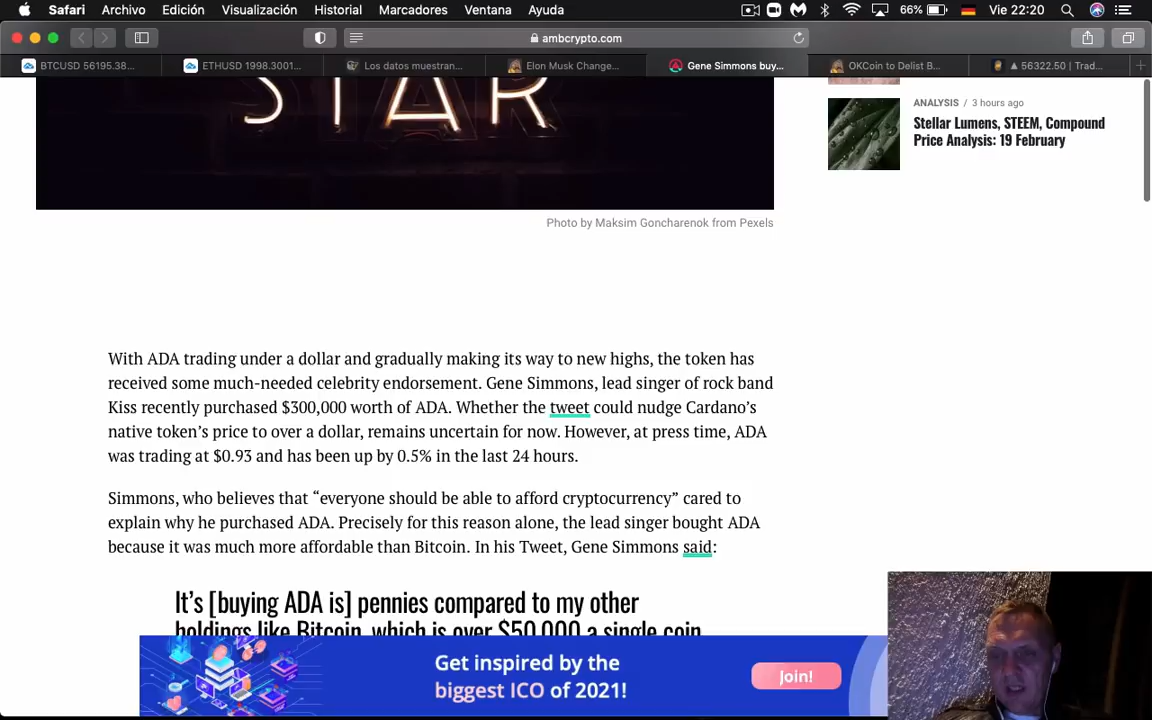 Safari Archivo Edición Visualización Historial Marcadores Ventana Ayuda 66% Vie 22:20
ambcrypto.com
BTCUSD 56195.38... ETHUSD 1998.3001... Los datos muestran... Elon Musk Change... Gene Simmons buy... OKCoin to Delist B... ▲ 56322.50 | Trad...
STAR
ANALYSIS / 3 hours ago
Stellar Lumens, STEEM, Compound
Price Analysis: 19 February
Photo by Maksim Goncharenok from Pexels
With ADA trading under a dollar and gradually making its way to new highs, the token has
received some much-needed celebrity endorsement. Gene Simmons, lead singer of rock band
Kiss recently purchased $300,000 worth of ADA. Whether the tweet could nudge Cardano’s
native token’s price to over a dollar, remains uncertain for now. However, at press time, ADA
was trading at $0.93 and has been up by 0.5% in the last 24 hours.
Simmons, who believes that “everyone should be able to afford cryptocurrency” cared to
explain why he purchased ADA. Precisely for this reason alone, the lead singer bought ADA
because it was much more affordable than Bitcoin. In his Tweet, Gene Simmons said:
It’s [buying ADA is] pennies compared to my other
holdings like Bitcoin, which is over $50,000 a single coin
Get inspired by the
biggest ICO of 2021!
Join!